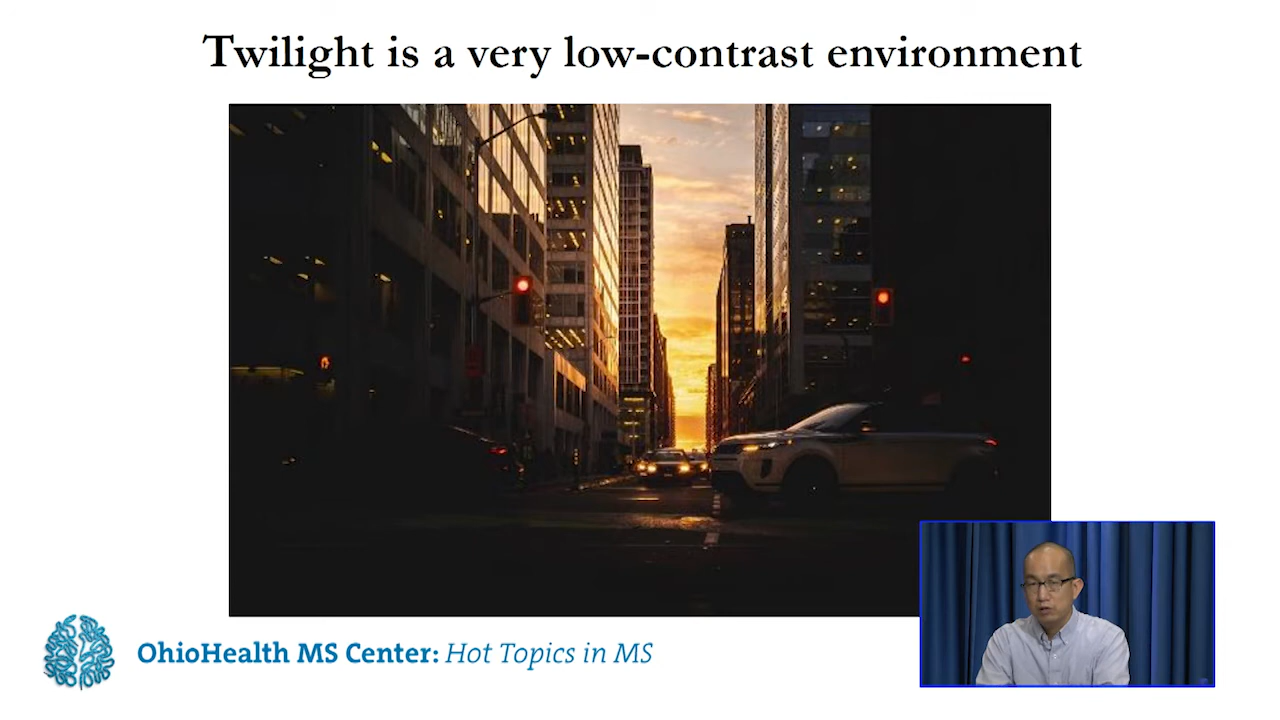 Twilight is a very low-contrast environment
OhioHealth MS Center: Hot Topics in MS